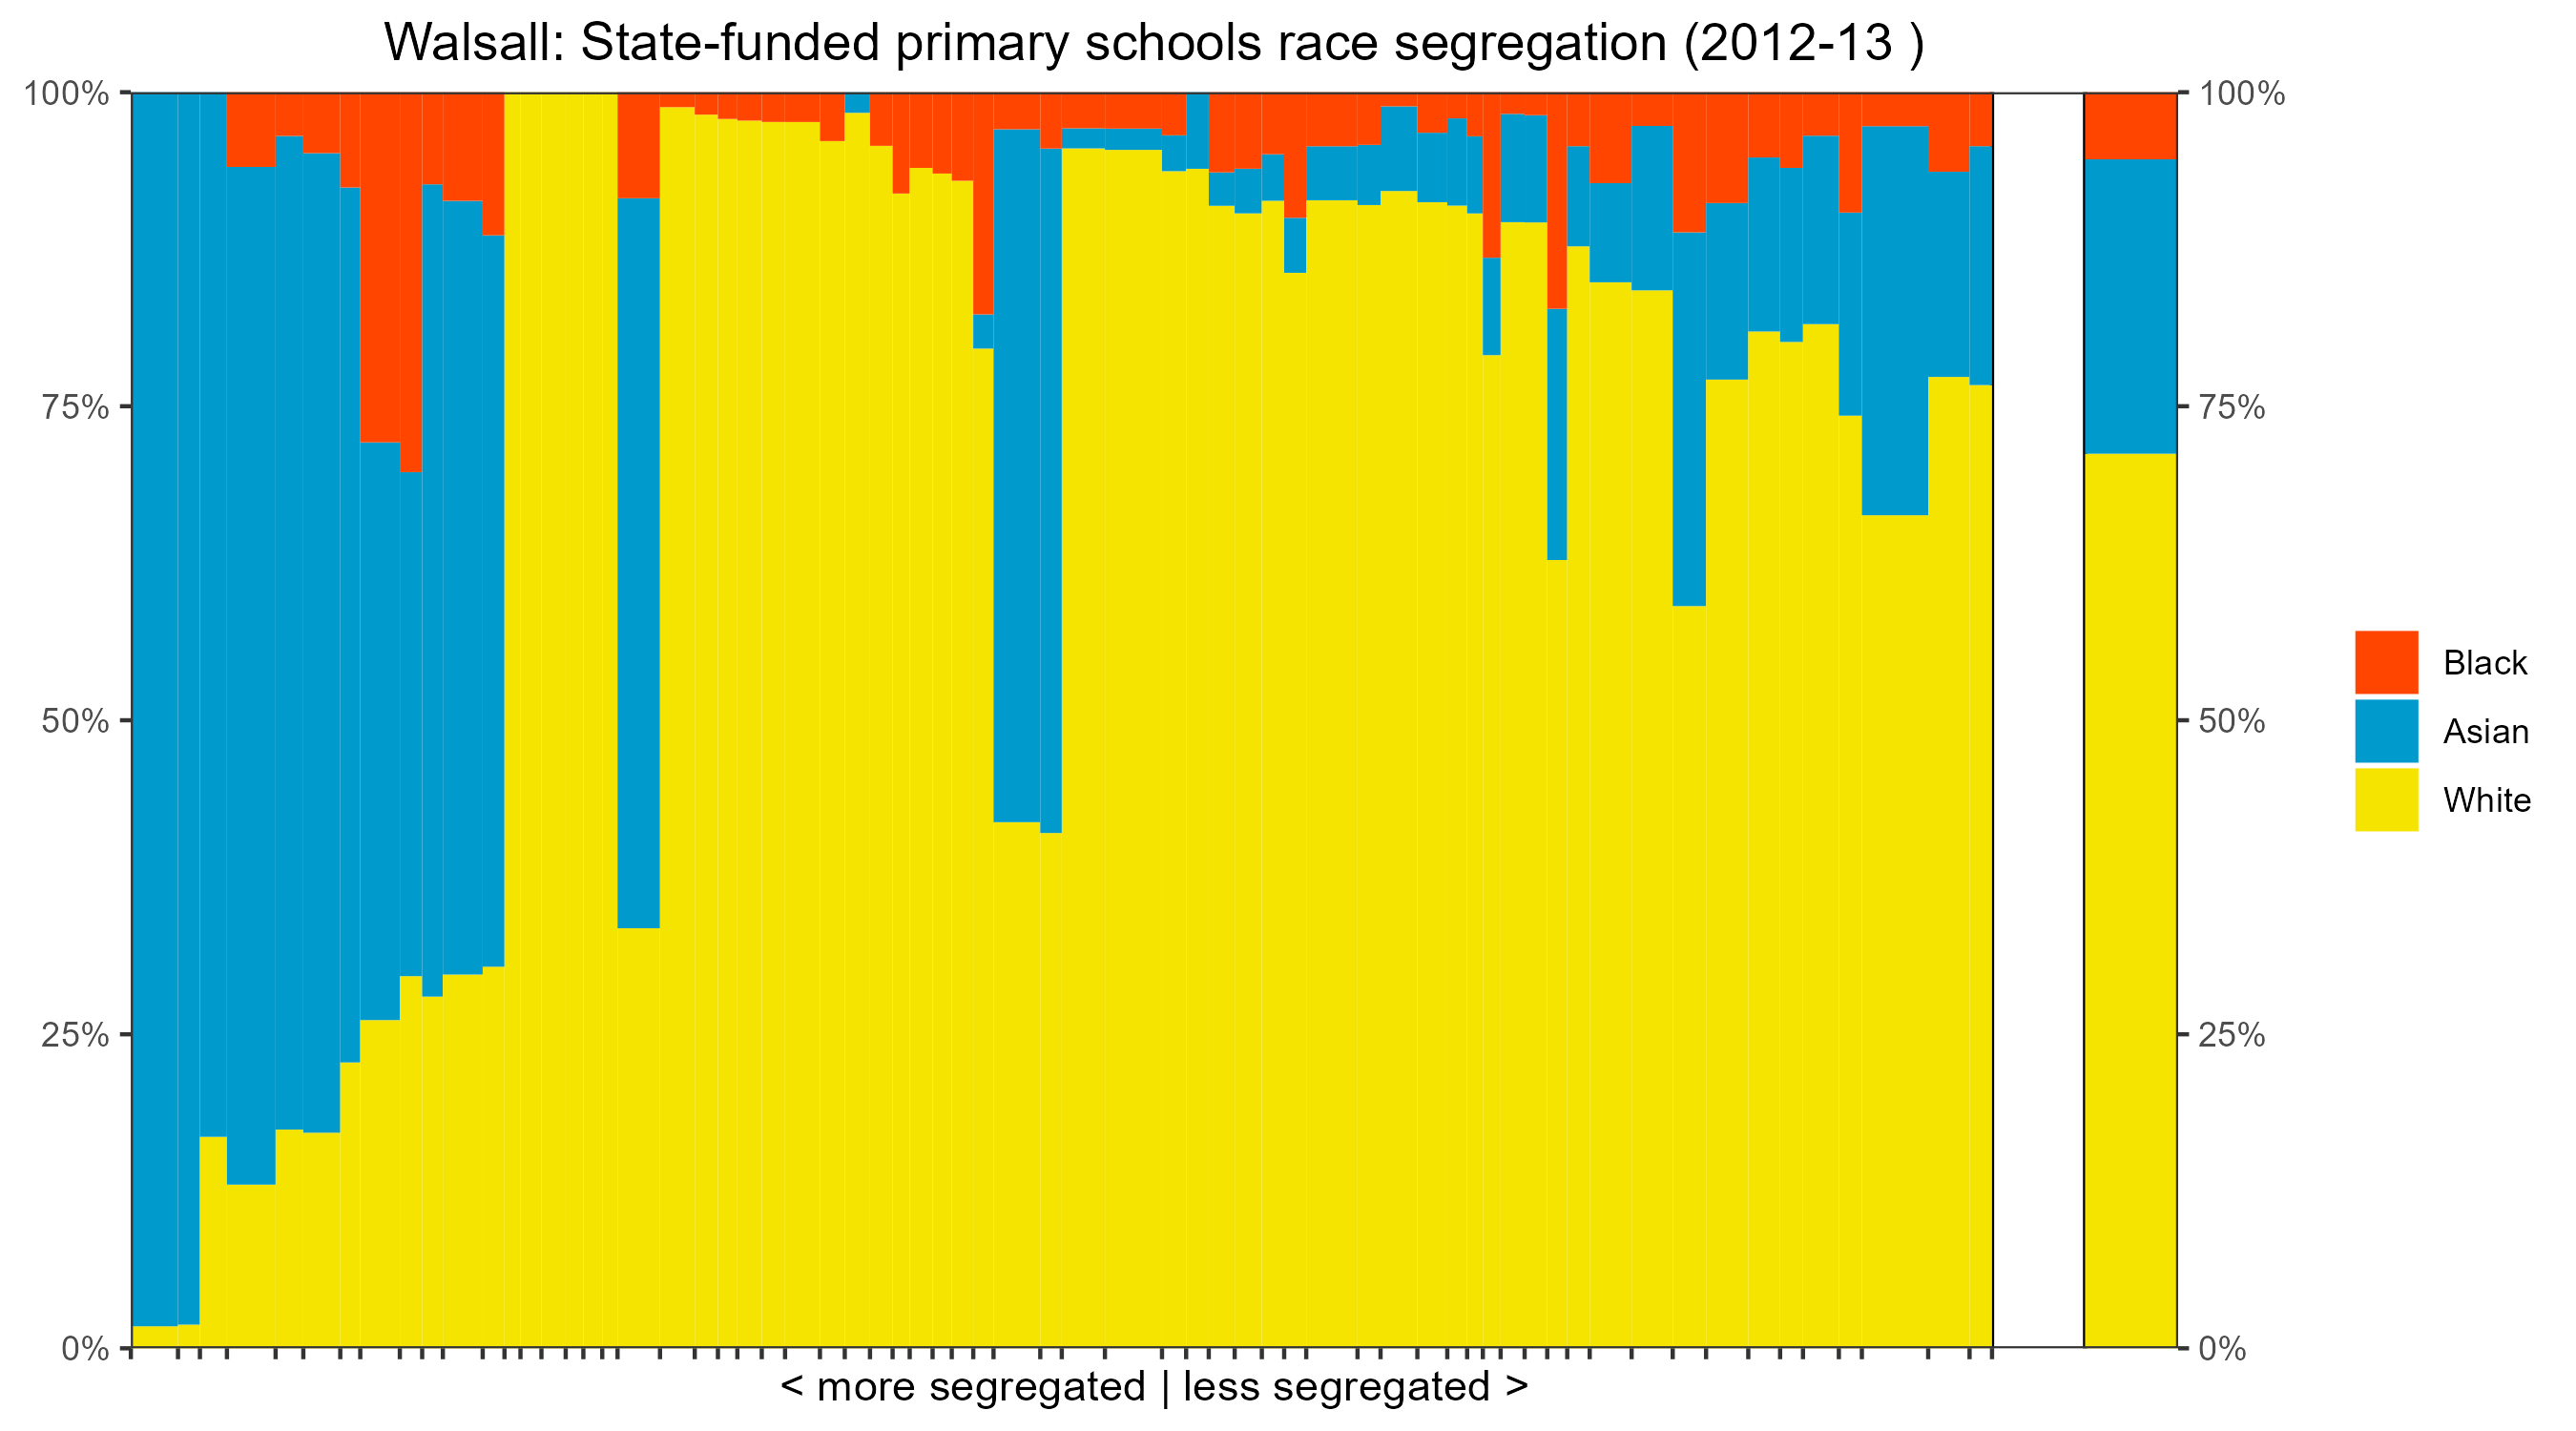 Walsall: State-funded primary schools race segregation (2012-13 )
100%
75%
50%
25%
0%
100%
75%
50%
25%
0%
Black
Asian
White
< more segregated | less segregated >